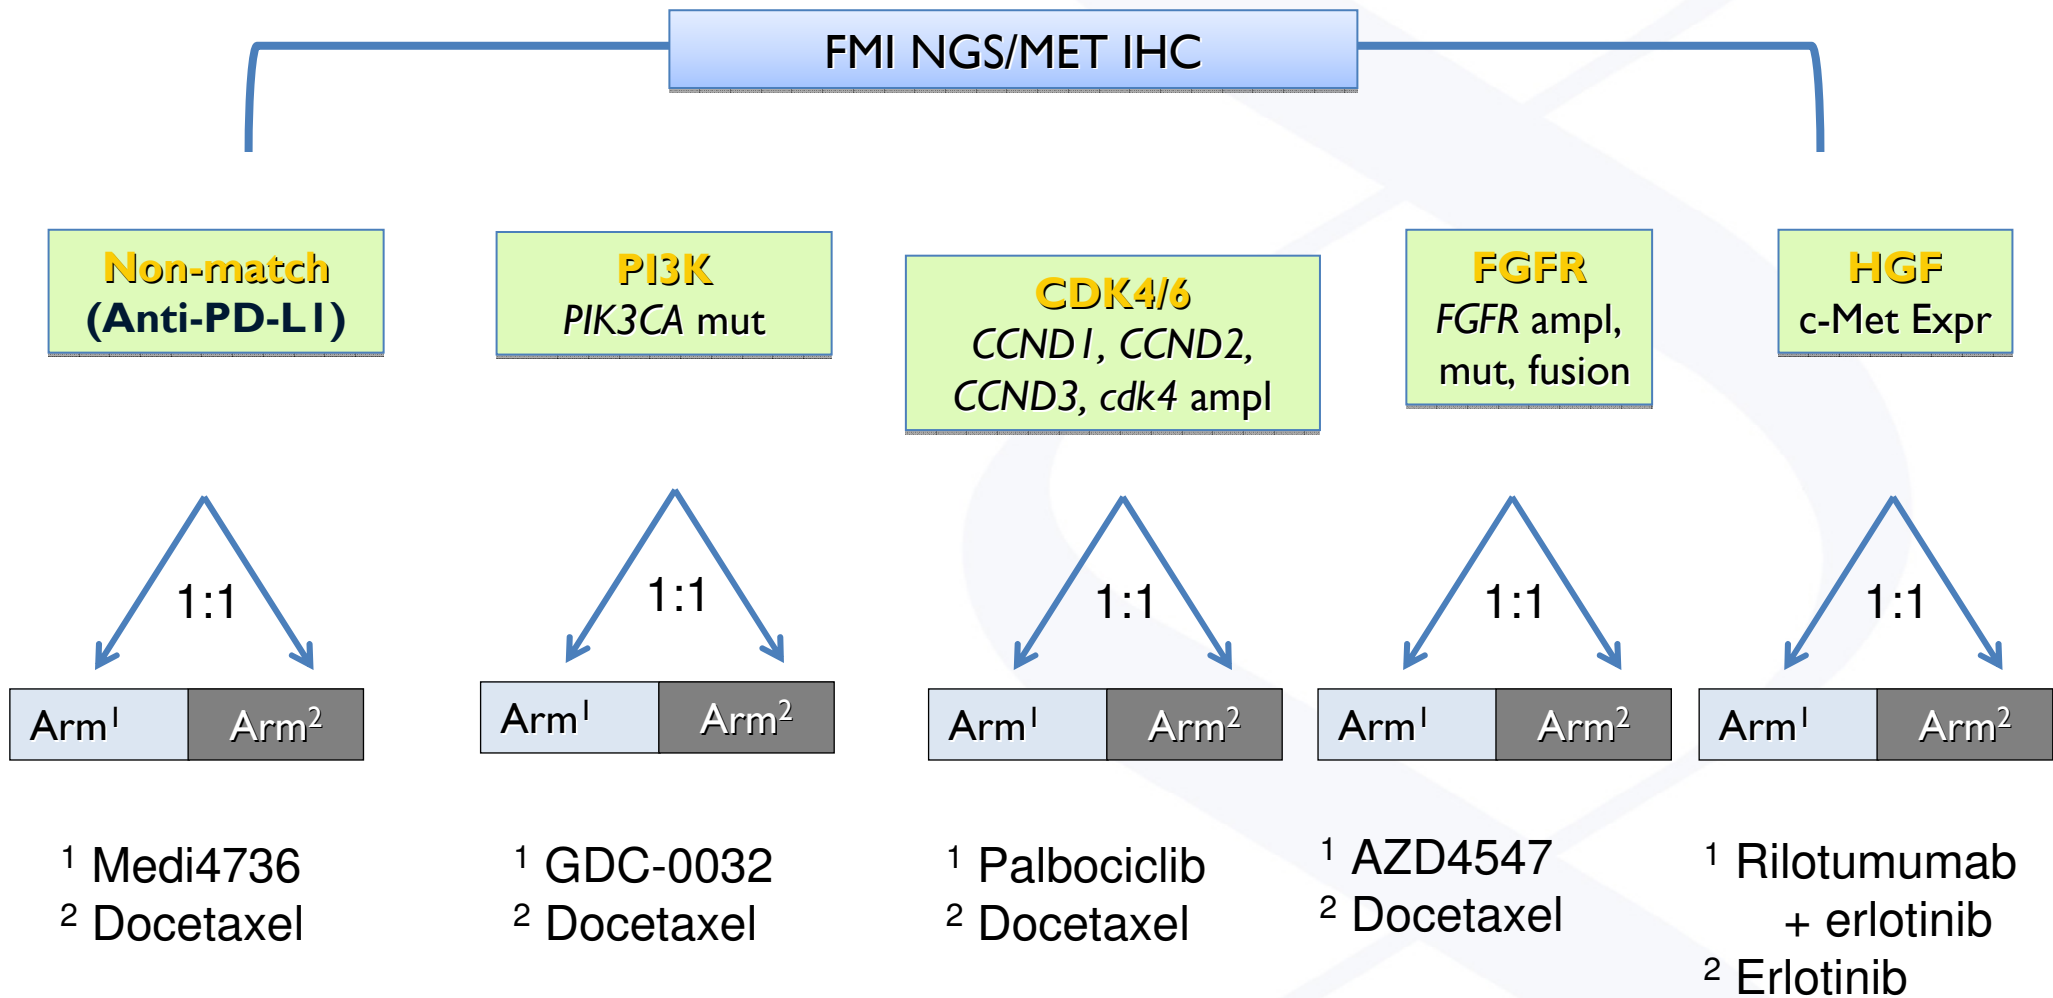 FMI NGS/MET IHC
Non-match
(Anti-PD-L1)
PI3K
PIK3CA mut
CDK4/6
CCND1, CCND2,
CCND3, cdk4 ampl
FGFR
FGFR ampl,
mut, fusion
HGF
c-Met Expr
1:1
1:1
1:1
1:1
1:1
Arm¹ Arm²
Arm¹ Arm²
Arm¹ Arm²
Arm¹ Arm²
Arm¹ Arm²
¹ Medi4736
² Docetaxel
¹ GDC-0032
² Docetaxel
¹ Palbociclib
² Docetaxel
¹ AZD4547
² Docetaxel
¹ Rilotumumab
+ erlotinib
² Erlotinib